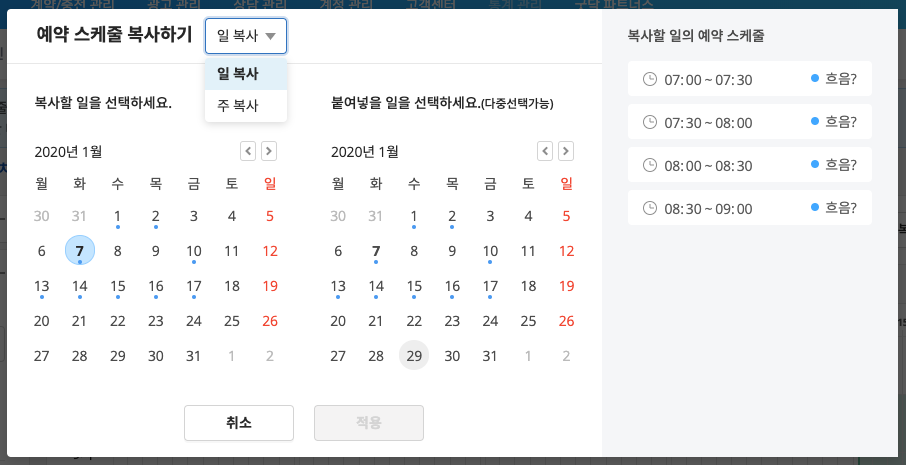 계약/충전 관리 광고 관리 상담 관리 계정 관리 고객센터 통계 관리 굿닥 파트너스
예약 스케줄 복사하기
일 복사
일 복사
주 복사
복사할 일을 선택하세요.
2020년 1월
월 화 수 목 금 토 일
30 31 1 2 3 4 5
6 7 8 9 10 11 12
13 14 15 16 17 18 19
20 21 22 23 24 25 26
27 28 29 30 31 1 2
붙여넣을 일을 선택하세요.(다중선택가능)
2020년 1월
월 화 수 목 금 토 일
30 31 1 2 3 4 5
6 7 8 9 10 11 12
13 14 15 16 17 18 19
20 21 22 23 24 25 26
27 28 29 30 31 1 2
취소
적용
복사할 일의 예약 스케줄
07:00 ~ 07:30 흐음?
07:30 ~ 08:00 흐음?
08:00 ~ 08:30 흐음?
08:30 ~ 09:00 흐음?